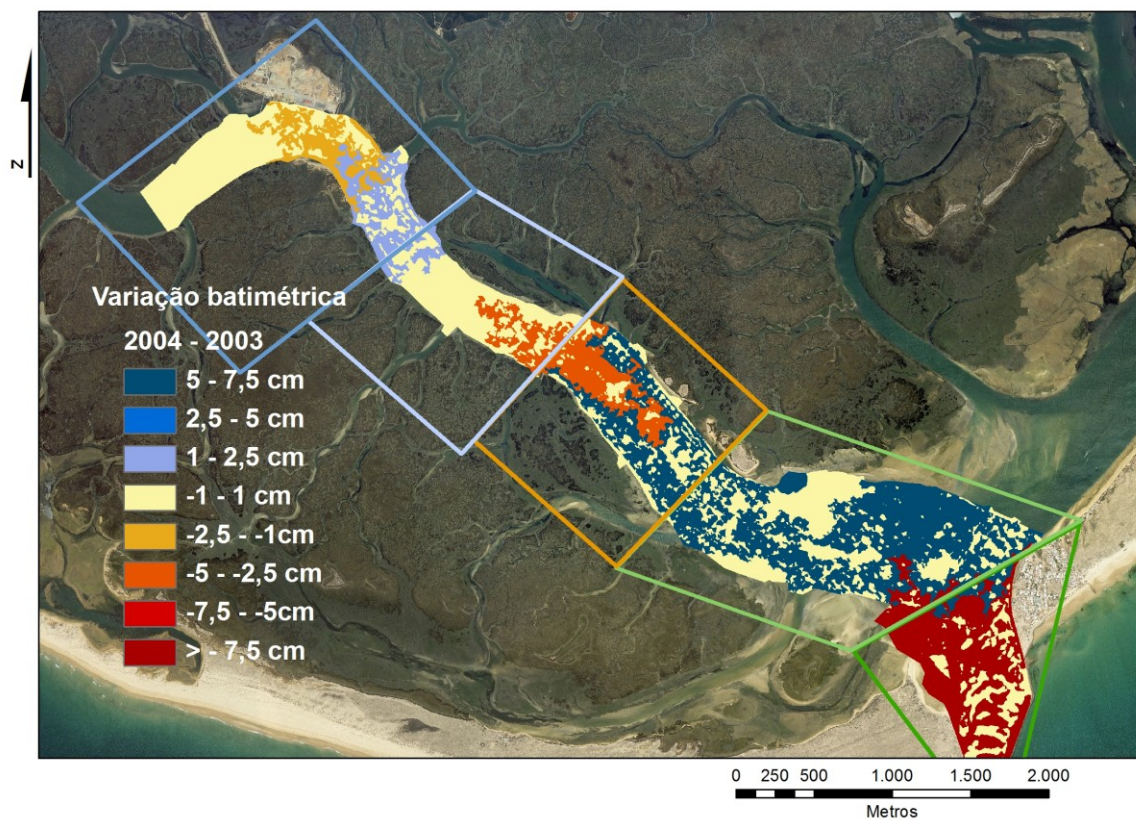 N
Variação batimétrica
2004 - 2003
5 - 7,5 cm
2,5 - 5 cm
1 - 2,5 cm
-1 - 1 cm
-2,5 - -1cm
-5 - -2,5 cm
-7,5 - -5cm
> - 7,5 cm
0 250 500 1.000 1.500 2.000
Metros